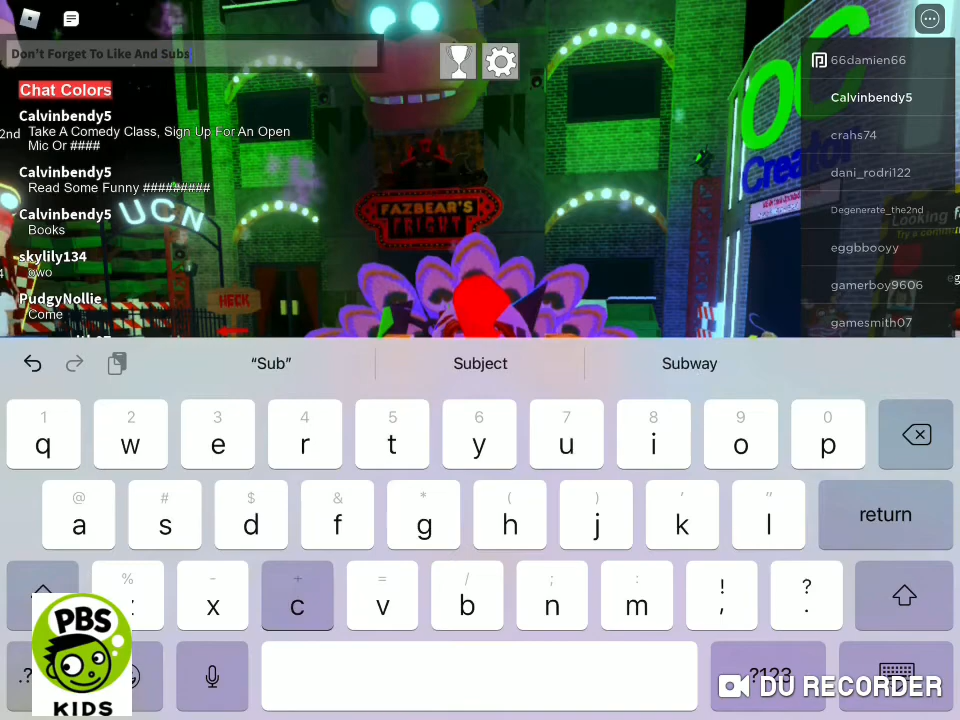 Don't Forget To Like And Subs
Chat Colors
Calvinbendy5
2nd
Take A Comedy Class, Sign Up For An Open
Mic Or ####
Calvinbendy5
Read Some Funny #########
Calvinbendy5
Books
skylily134
owo
PudgyNollie
Come
UCN
HECK
FAZBEAR'S
FRIGHT
OC
Creator
Looking
66damien66
Calvinbendy5
crahs74
dani_rodri122
Degenerate_the2nd
eggbbooyy
gamerboy9606
gamesmith07
“Sub”
Subject
Subway
1 2 3 4 5 6 7 8 9 0
q w e r t y u i o p
@ # $ & * ( ) ' "
a s d f g h j k l
return
% - + = / ; : ! ?
x c v b n m , .
.?
?123
PBS
KIDS
DU RECORDER